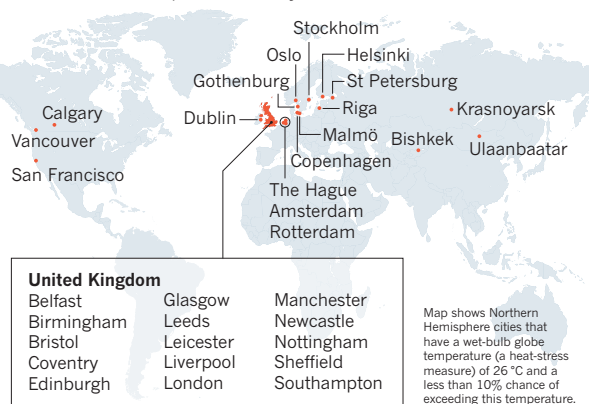 Stockholm
Oslo
Helsinki
Gothenburg
St Petersburg
Calgary
Dublin
Riga
Krasnoyarsk
Vancouver
Malmö
Bishkek
Ulaanbaatar
Copenhagen
San Francisco
The Hague
Amsterdam
Rotterdam
United Kingdom
Belfast
Birmingham
Bristol
Coventry
Edinburgh
Glasgow
Leeds
Leicester
Liverpool
London
Manchester
Newcastle
Nottingham
Sheffield
Southampton
Map shows Northern
Hemisphere cities that
have a wet-bulb globe
temperature (a heat-stress
measure) of 26 °C and a
less than 10% chance of
exceeding this temperature.